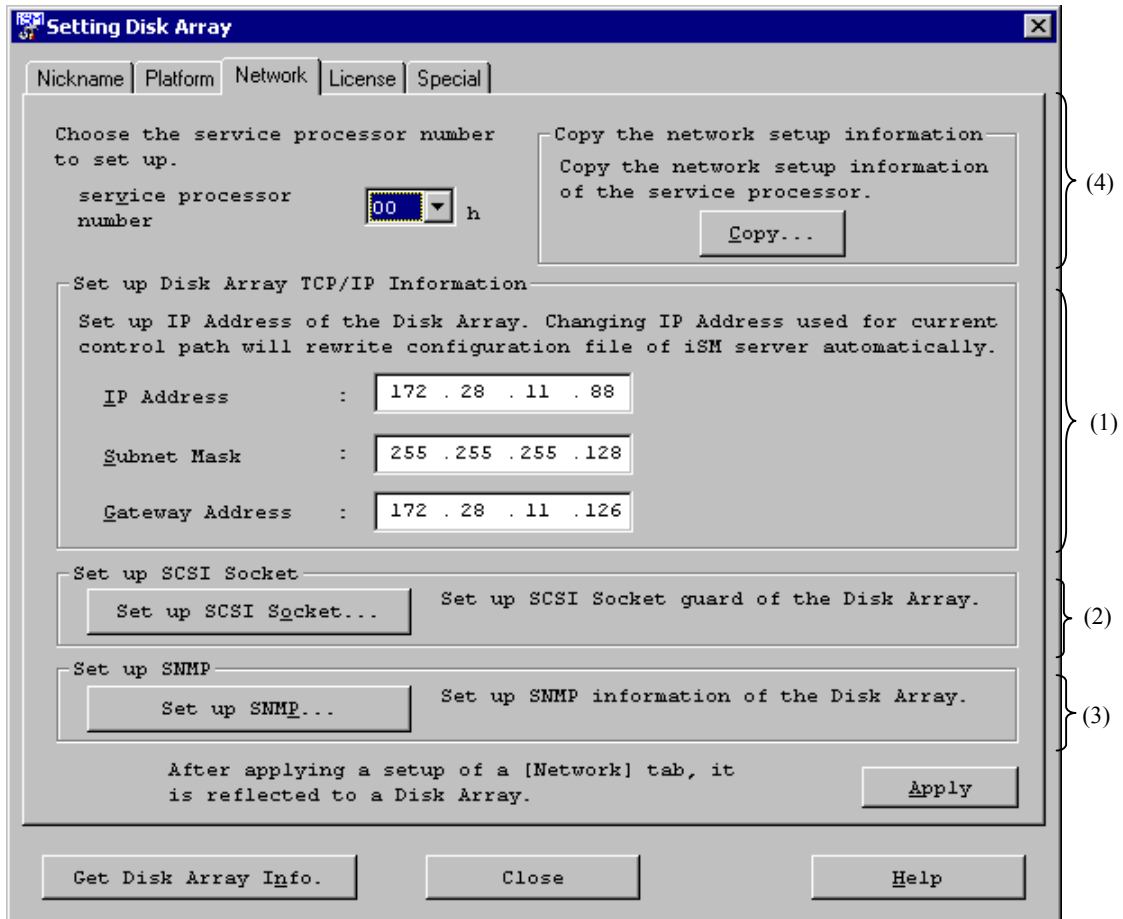 iSM
Setting Disk Array
Nickname Platform Network License Special
Choose the service processor number
to set up.
service processor
number
00 h
Copy the network setup information
Copy the network setup information
of the service processor.
Copy...
(4)
Set up Disk Array TCP/IP Information
Set up IP Address of the Disk Array. Changing IP Address used for current
control path will rewrite configuration file of iSM server automatically.
IP Address : 172 . 28 . 11 . 88
Subnet Mask : 255 .255 .255 .128
Gateway Address : 172 . 28 . 11 .126
(1)
Set up SCSI Socket
Set up SCSI Socket... Set up SCSI Socket guard of the Disk Array.
(2)
Set up SNMP
Set up SNMP... Set up SNMP information of the Disk Array.
(3)
After applying a setup of a [Network] tab, it
is reflected to a Disk Array.
Apply
Get Disk Array Info. Close Help